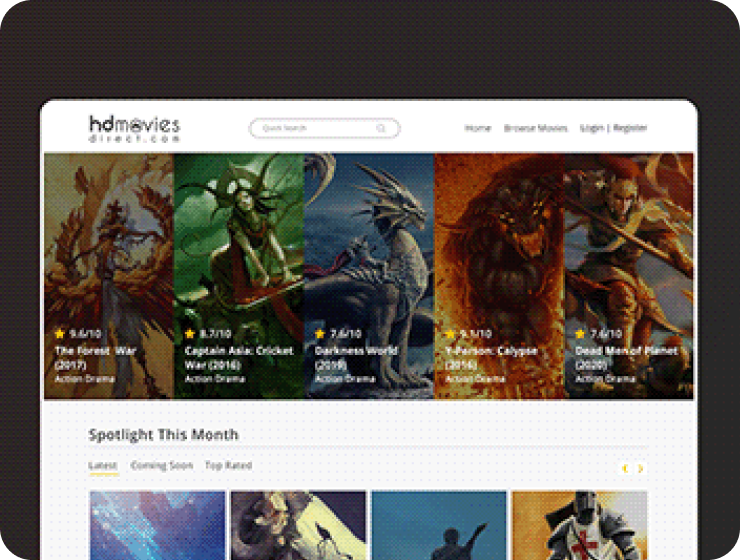 hdmovies
direct.com
Quick Search
Home Browse Movies Login | Register
9.6/10
The Forest War
(2017)
Action Drama
8.7/10
Captain Asia: Cricket
War (2016)
Action Drama
7.6/10
Darkness World
(2019)
Action Drama
9.1/10
Y-Person: Calypse
(2016)
Action Drama
7.6/10
Dead Men of Planet
(2020)
Action Drama
Spotlight This Month
Latest Coming Soon Top Rated